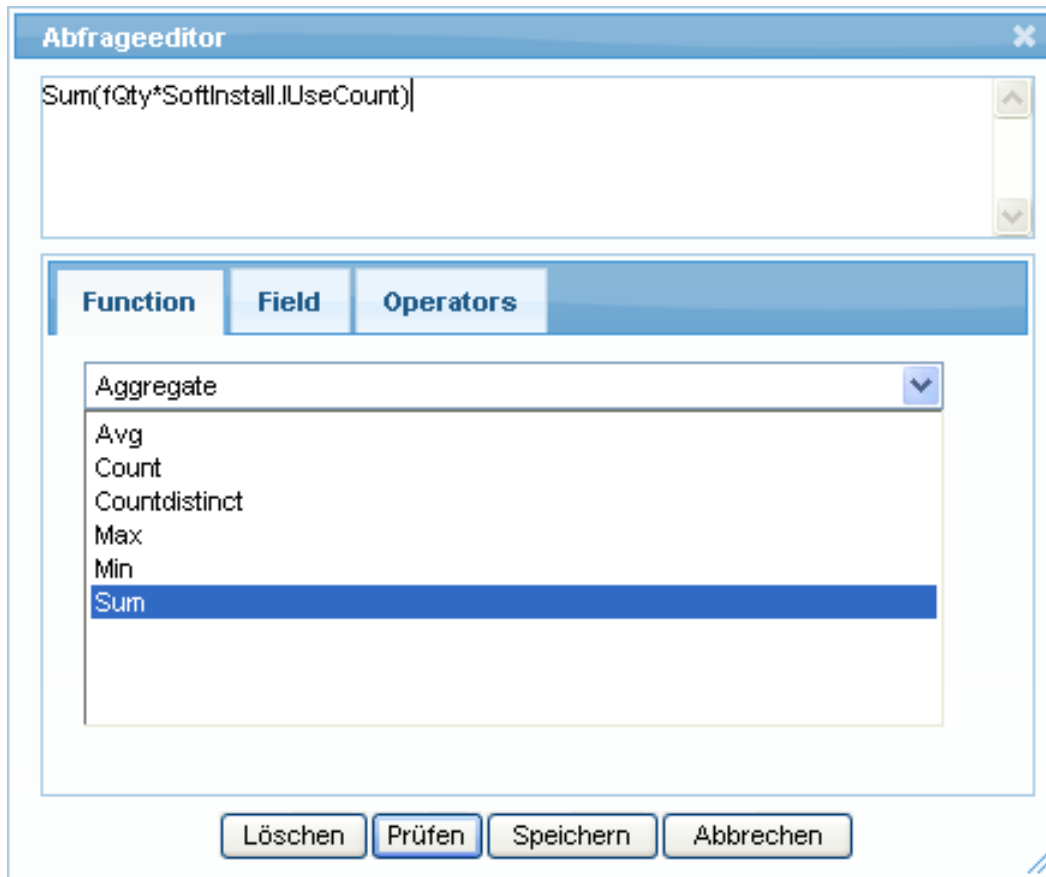 Abfrageeditor
Sum(fQty*SoftInstall.lUseCount)
Function Field Operators
Aggregate
Avg
Count
Countdistinct
Max
Min
Sum
Löschen Prüfen Speichern Abbrechen